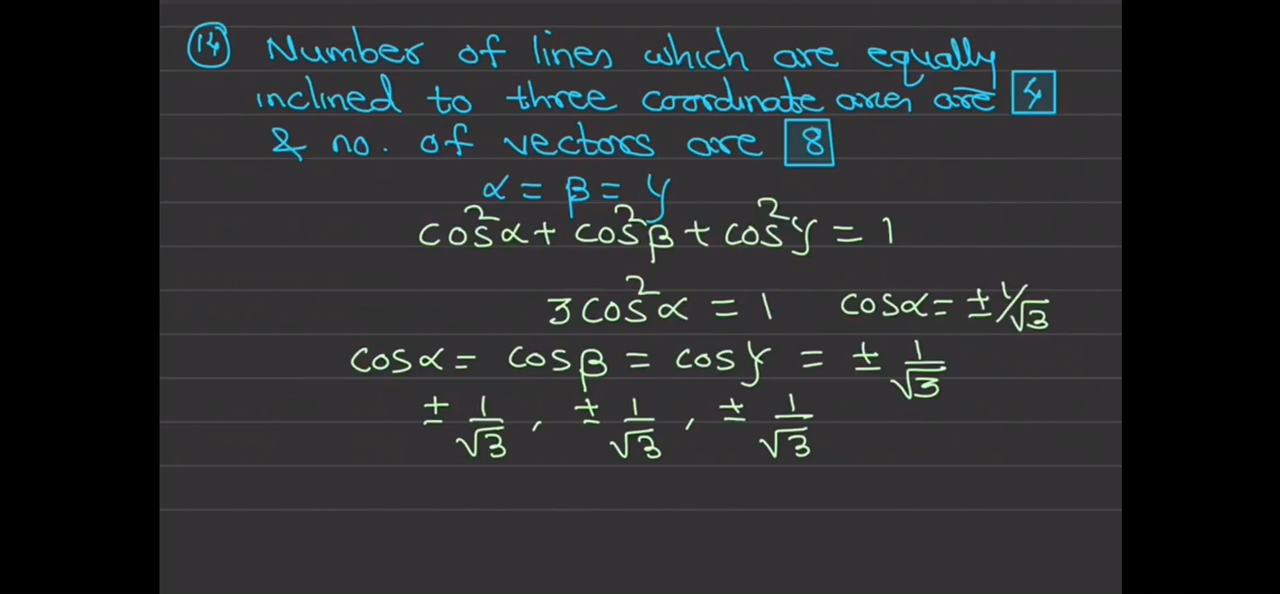 (14) Number of lines which are equally
inclined to three coordinate axes are 4
& no. of vectors are 8
α = β = γ
cos²α + cos²β + cos²γ = 1
3cos²α = 1 cosα = ± 1/√3
cosα = cosβ = cosγ = ± 1/√3
± 1/√3 , ± 1/√3 , ± 1/√3